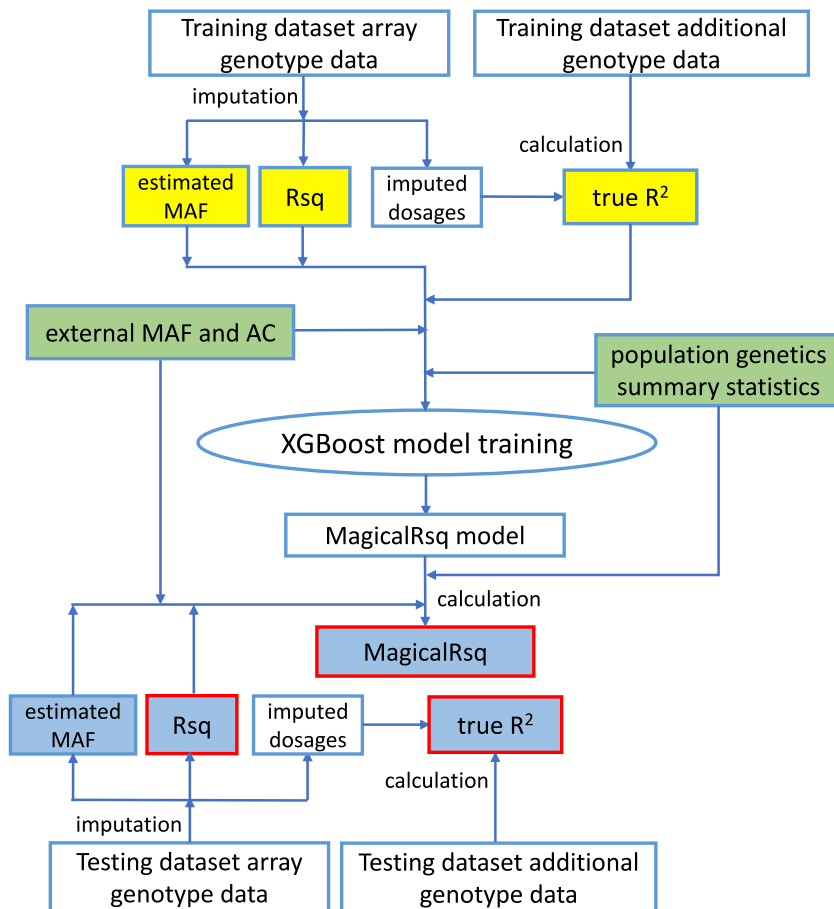 Training dataset array
genotype data
Training dataset additional
genotype data
imputation
calculation
estimated
MAF
Rsq
imputed
dosages
true R²
external MAF and AC
population genetics
summary statistics
XGBoost model training
MagicalRsq model
calculation
MagicalRsq
estimated
MAF
Rsq
imputed
dosages
true R²
calculation
imputation
Testing dataset array
genotype data
Testing dataset additional
genotype data